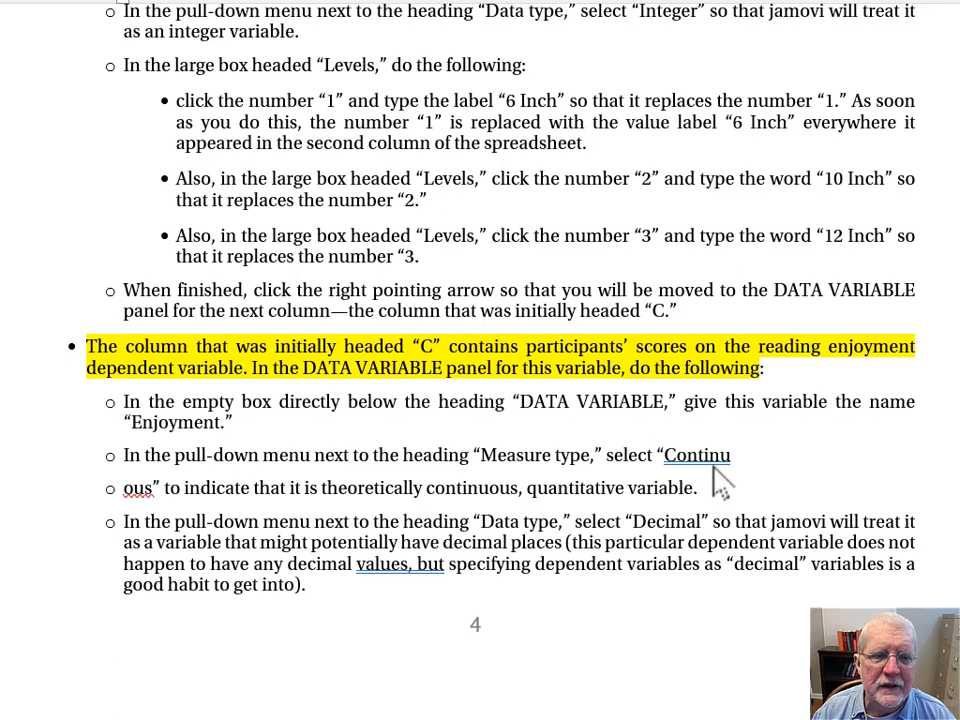 o In the pull-down menu next to the heading “Data type,” select “Integer” so that jamovi will treat it
as an integer variable.
o In the large box headed “Levels,” do the following:
• click the number “1” and type the label “6 Inch” so that it replaces the number “1.” As soon
as you do this, the number “1” is replaced with the value label “6 Inch” everywhere it
appeared in the second column of the spreadsheet.
• Also, in the large box headed “Levels,” click the number “2” and type the word “10 Inch” so
that it replaces the number “2.”
• Also, in the large box headed “Levels,” click the number “3” and type the word “12 Inch” so
that it replaces the number “3.
o When finished, click the right pointing arrow so that you will be moved to the DATA VARIABLE
panel for the next column—the column that was initially headed “C.”
• The column that was initially headed “C” contains participants’ scores on the reading enjoyment
dependent variable. In the DATA VARIABLE panel for this variable, do the following:
o In the empty box directly below the heading “DATA VARIABLE,” give this variable the name
“Enjoyment.”
o In the pull-down menu next to the heading “Measure type,” select “Continu
o ous” to indicate that it is theoretically continuous, quantitative variable.
o In the pull-down menu next to the heading “Data type,” select “Decimal” so that jamovi will treat it
as a variable that might potentially have decimal places (this particular dependent variable does not
happen to have any decimal values, but specifying dependent variables as “decimal” variables is a
good habit to get into).
4